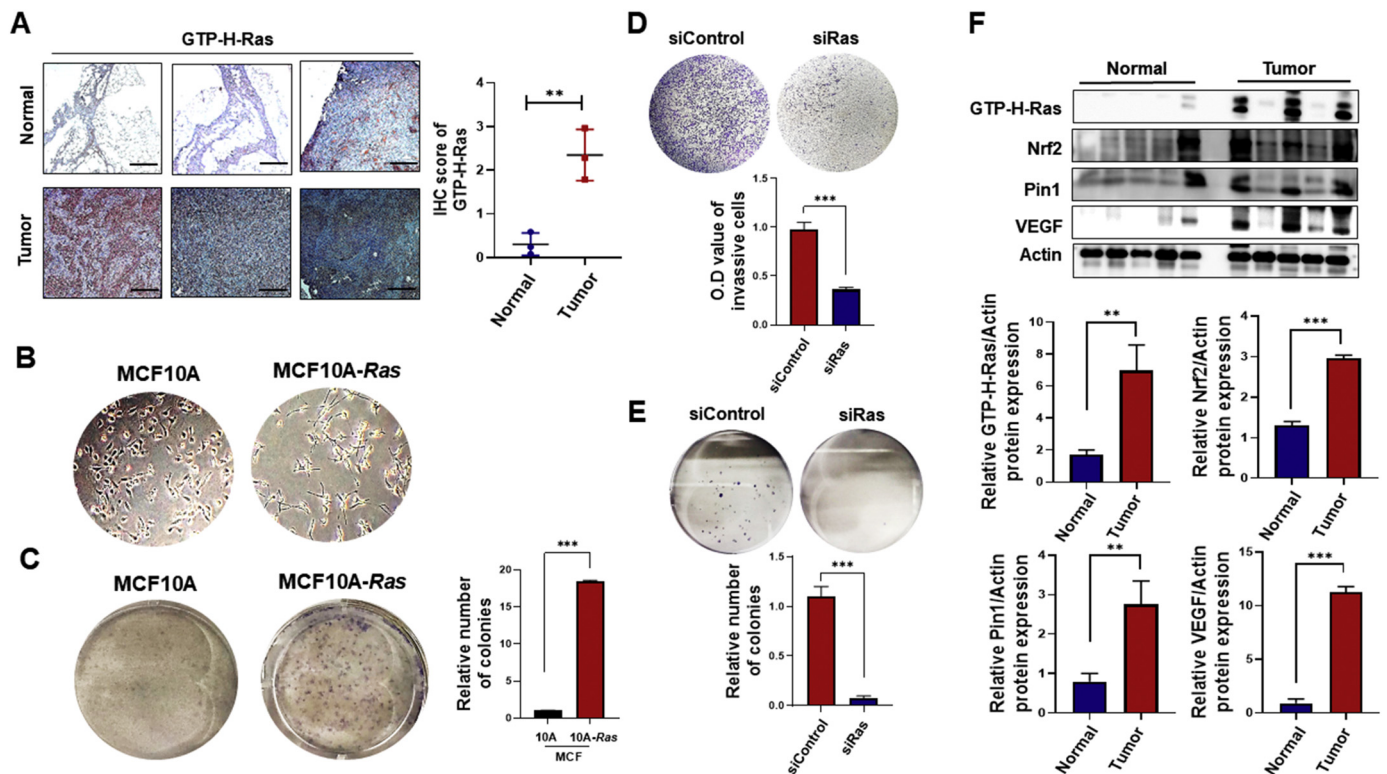 A
GTP-H-Ras
Normal
Tumor
IHC score of
GTP-H-Ras
4
3
2
1
0
**
Normal
Tumor
B
MCF10A
MCF10A-Ras
C
MCF10A
MCF10A-Ras
Relative number
of colonies
20
15
10
5
0
***
10A
10A-Ras
MCF
D
siControl
siRas
O.D value of
invassive cells
1.5
1.0
0.5
0.0
***
siControl
siRas
E
siControl
siRas
Relative number
of colonies
1.5
1.0
0.5
0.0
***
siControl
siRas
F
Normal
Tumor
GTP-H-Ras
Nrf2
Pin1
VEGF
Actin
Relative GTP-H-Ras/Actin
protein expression
10
8
6
4
2
0
**
Normal
Tumor
Relative Nrf2/Actin
protein expression
4
3
2
1
0
***
Normal
Tumor
Relative Pin1/Actin
protein expression
4
3
2
1
0
**
Normal
Tumor
Relative VEGF/Actin
protein expression
15
10
5
0
***
Normal
Tumor